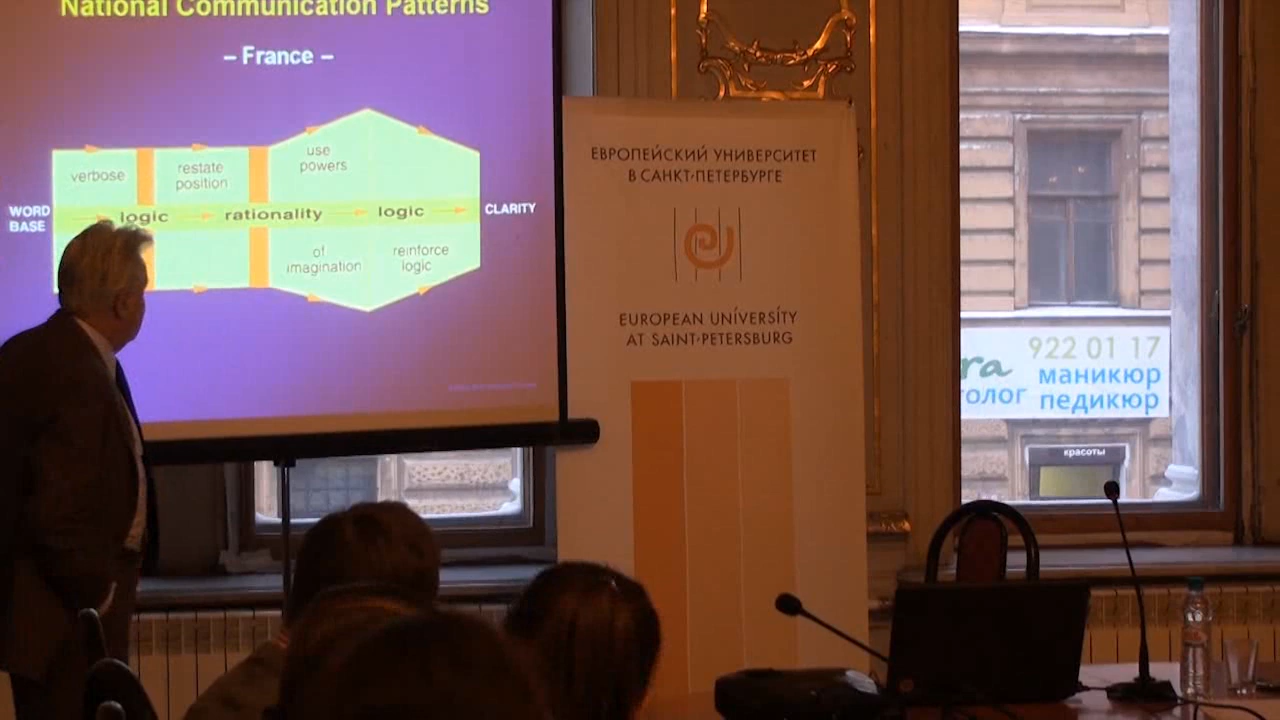 National Communication Patterns
– France –
verbose
restate
position
use
powers
WORD
BASE
logic
rationality
logic
CLARITY
of
imagination
reinforce
logic
ЕВРОПЕЙСКИЙ УНИВЕРСИТЕТ
В САНКТ-ПЕТЕРБУРГЕ
EUROPEAN UNIVERSITY
AT SAINT-PETERSBURG
922 01 17
маникюр
педикюр
красоты